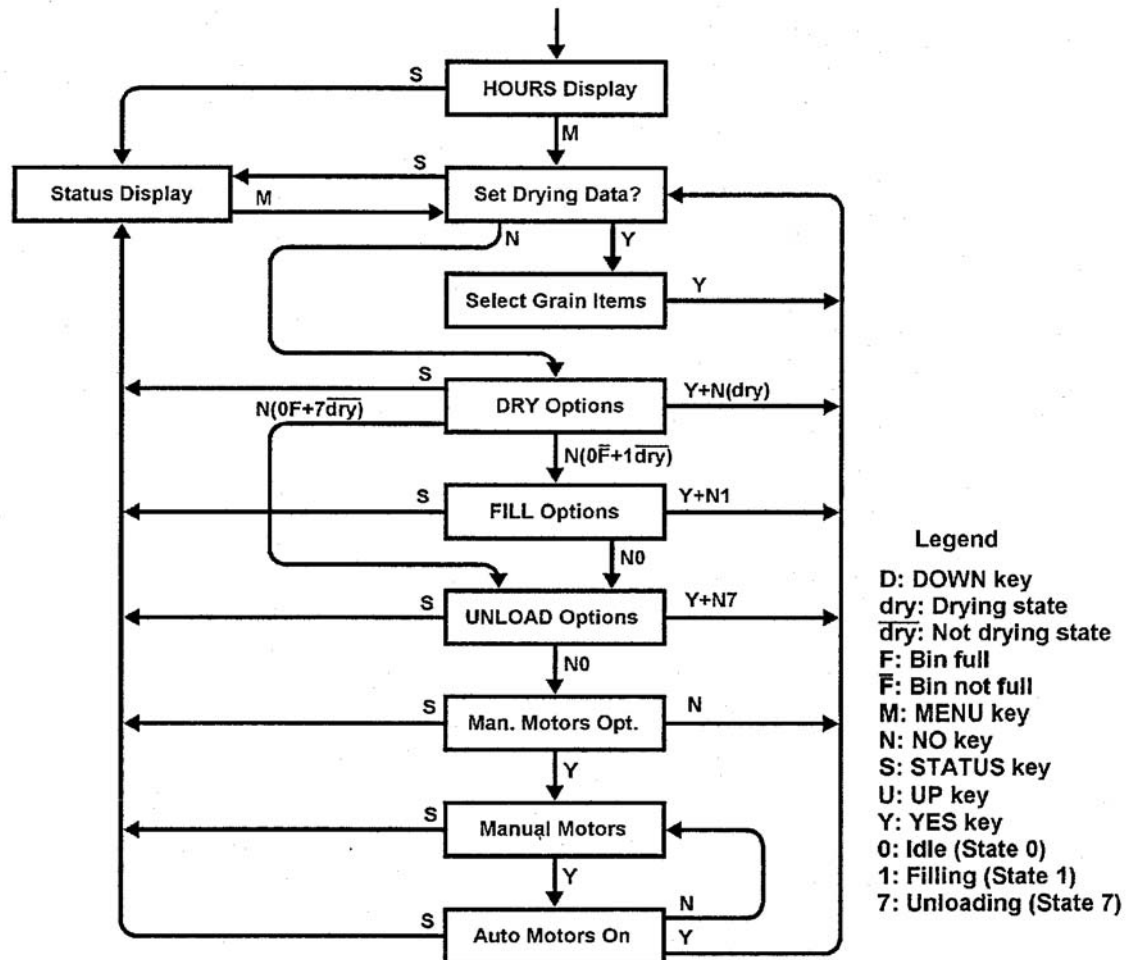 S
HOURS Display
M
S
Status Display
M
Set Drying Data?
N
Y
Select Grain Items
Y
S
DRY Options
Y+N(dry)
N(0F+7d̅r̅y̅)
N(0F̅+1d̅r̅y̅)
S
FILL Options
Y+N1
N0
S
UNLOAD Options
Y+N7
N0
S
Man. Motors Opt.
N
Y
S
Manual Motors
Y
N
S
Auto Motors On
Y
Legend
D: DOWN key
dry: Drying state
d̅r̅y̅: Not drying state
F: Bin full
F̅: Bin not full
M: MENU key
N: NO key
S: STATUS key
U: UP key
Y: YES key
0: Idle (State 0)
1: Filling (State 1)
7: Unloading (State 7)